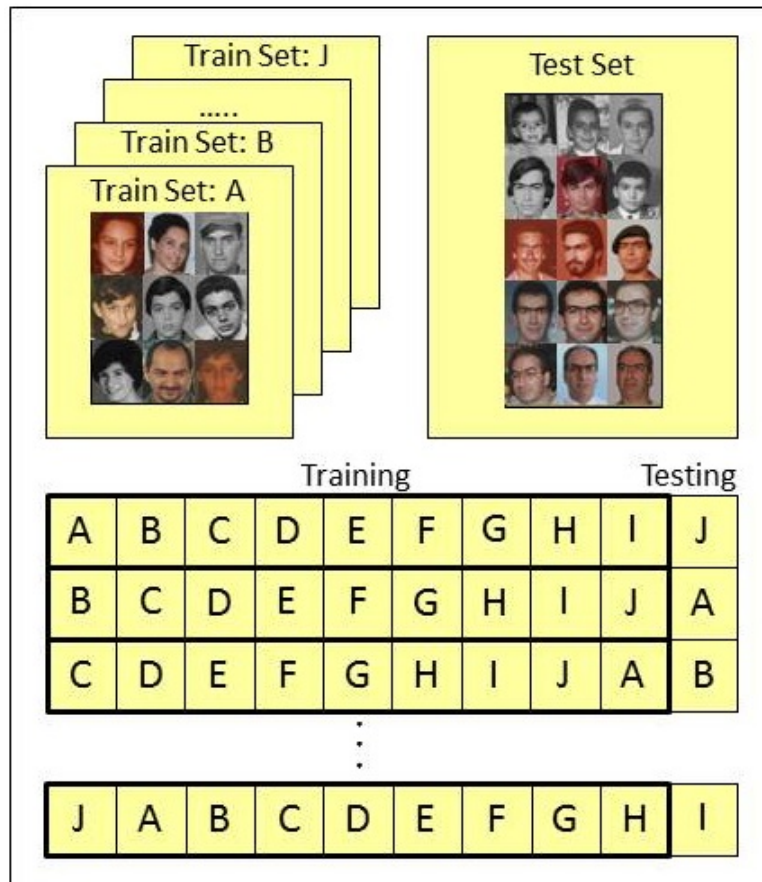 Train Set: J
.....
Train Set: B
Train Set: A
Test Set
Training Testing
A B C D E F G H I J
B C D E F G H I J A
C D E F G H I J A B
J A B C D E F G H I